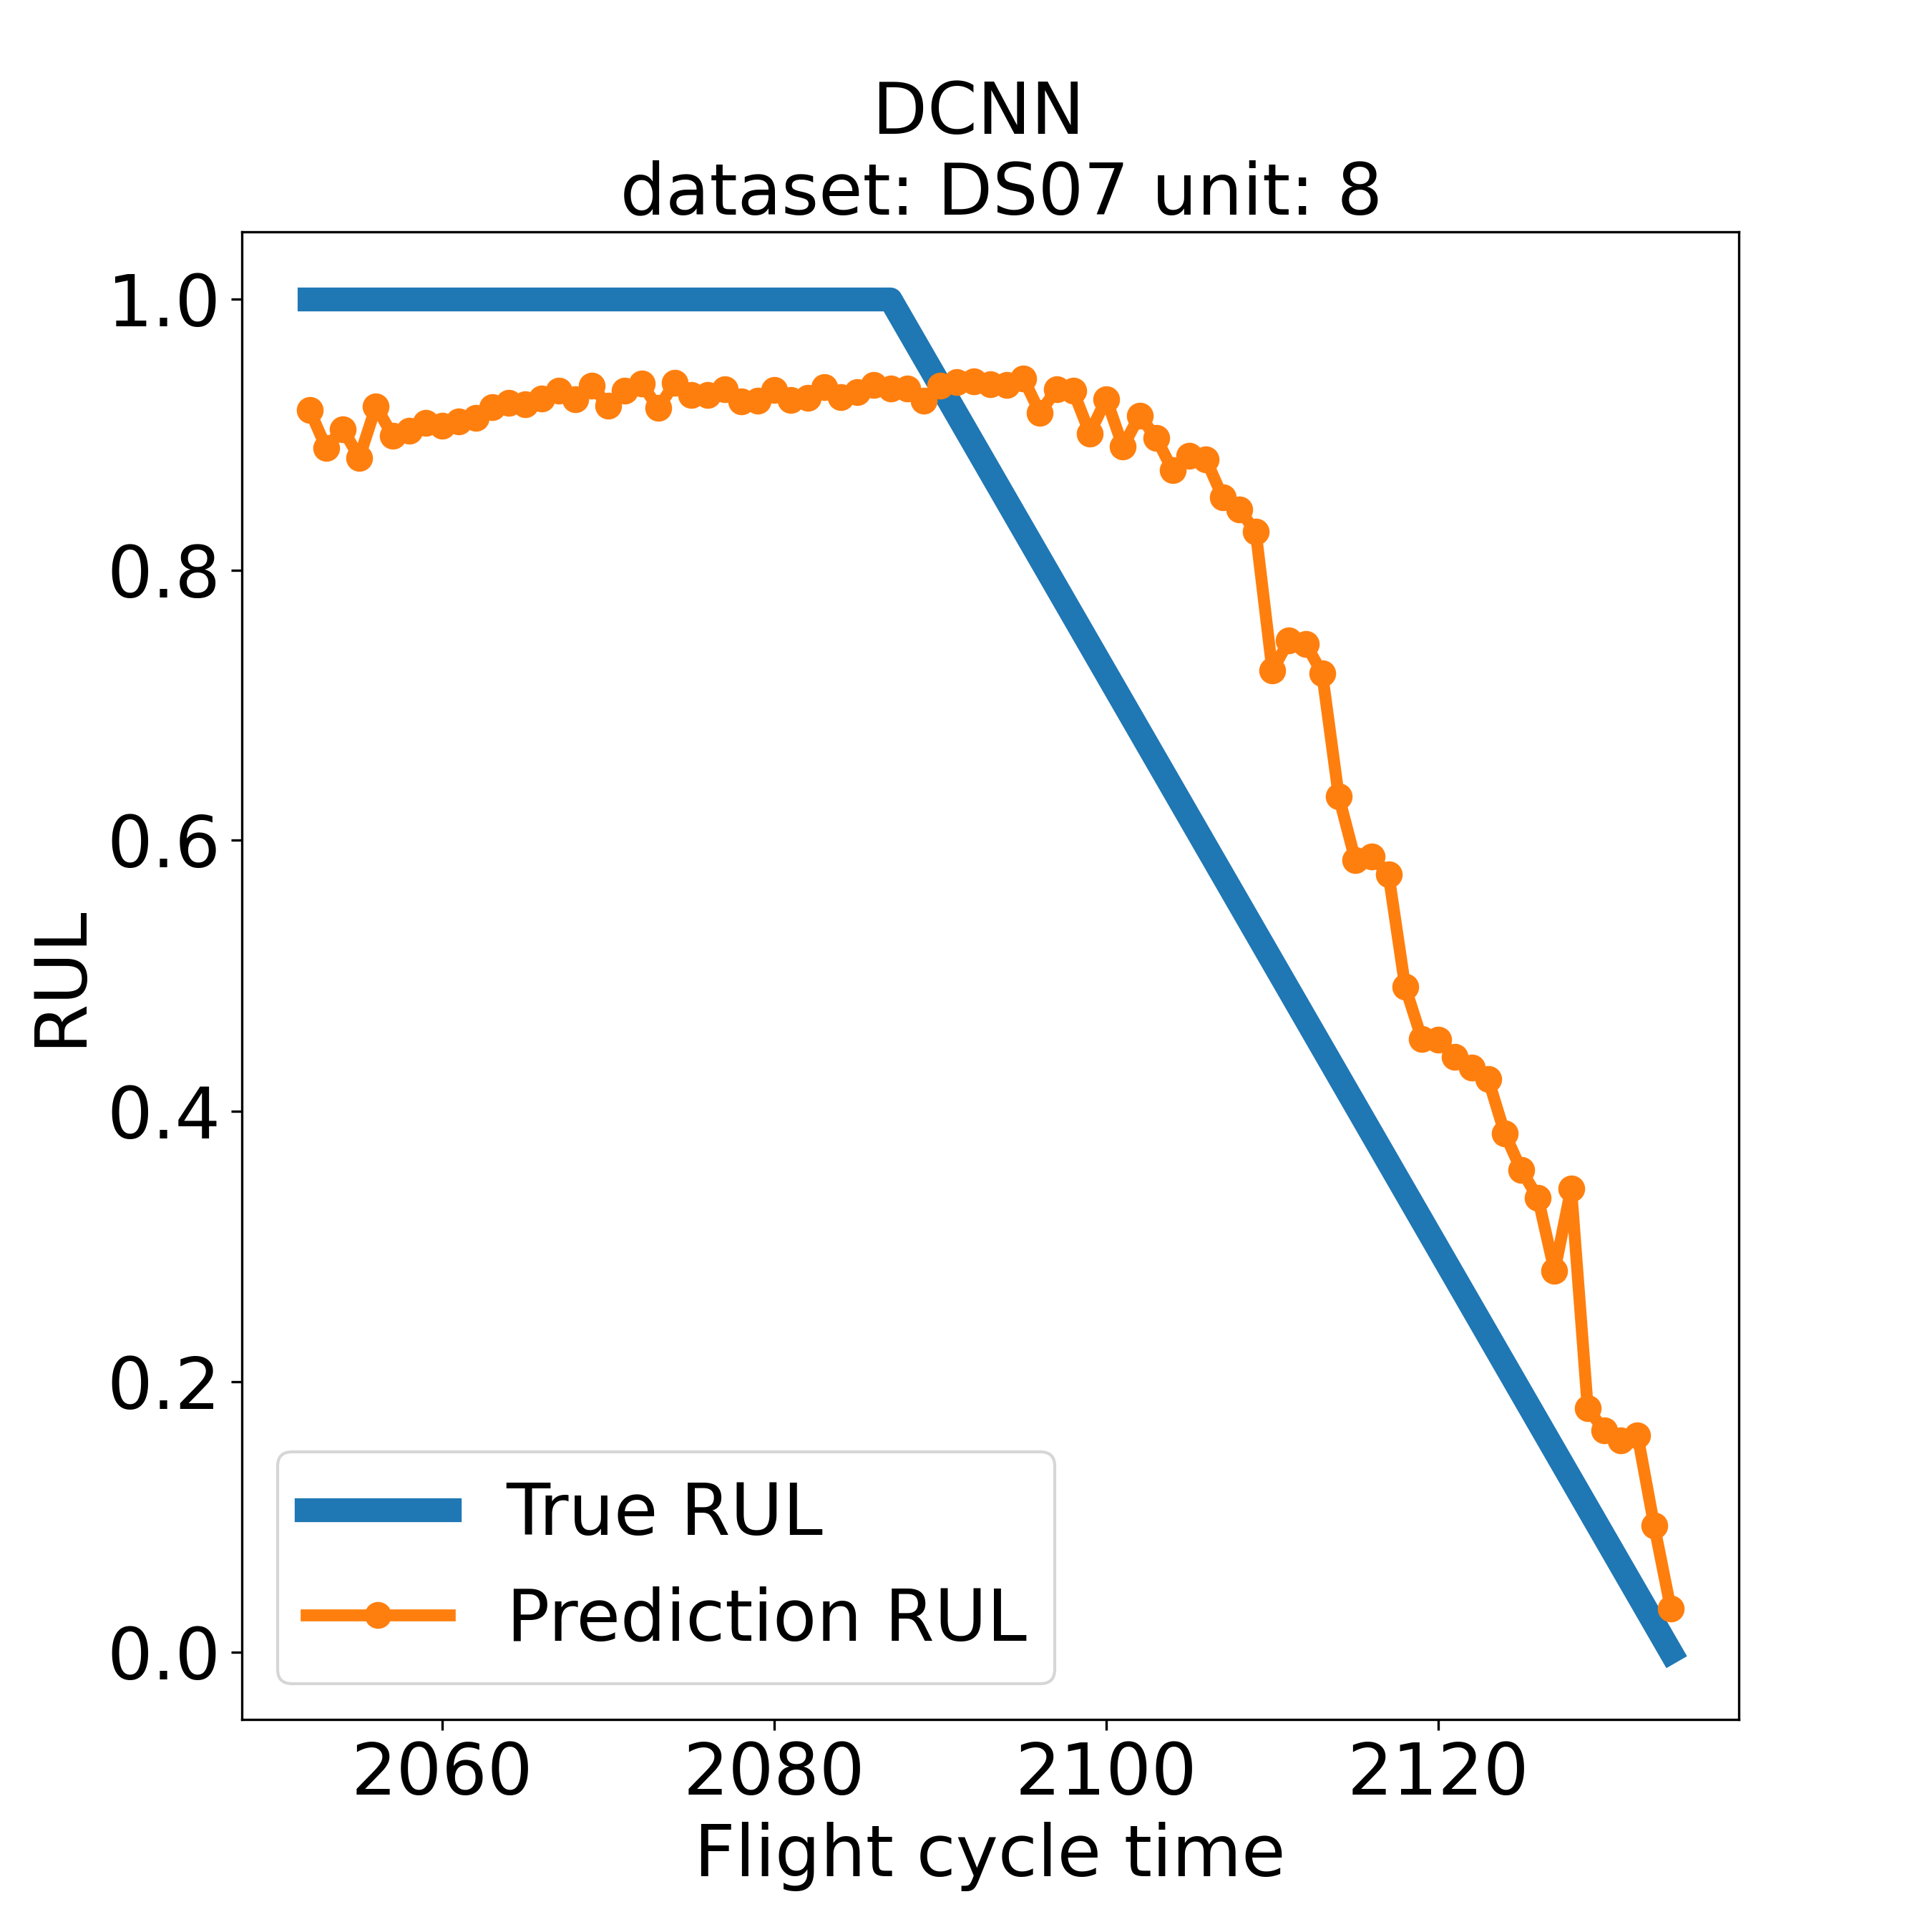 DCNN
dataset: DS07 unit: 8
1.0
0.8
0.6
0.4
0.2
0.0
RUL
True RUL
Prediction RUL
2060 2080 2100 2120
Flight cycle time